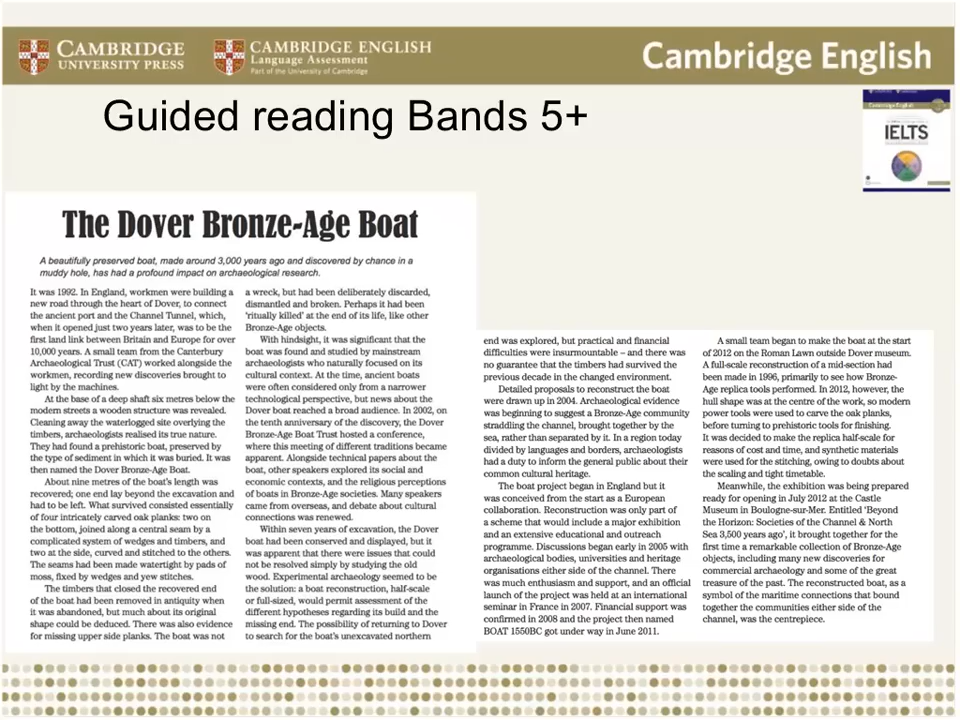 CAMBRIDGE
UNIVERSITY PRESS
CAMBRIDGE ENGLISH
Language Assessment
Part of the University of Cambridge
Cambridge English
Guided reading Bands 5+
Cambridge English
IELTS
The Dover Bronze-Age Boat
A beautifully preserved boat, made around 3,000 years ago and discovered by chance in a
muddy hole, has had a profound impact on archaeological research.
It was 1992. In England, workmen were building a
new road through the heart of Dover, to connect
the ancient port and the Channel Tunnel, which,
when it opened just two years later, was to be the
first land link between Britain and Europe for over
10,000 years. A small team from the Canterbury
Archaeological Trust (CAT) worked alongside the
workmen, recording new discoveries brought to
light by the machines.
At the base of a deep shaft six metres below the
modern streets a wooden structure was revealed.
Cleaning away the waterlogged site overlying the
timbers, archaeologists realised its true nature.
They had found a prehistoric boat, preserved by
the type of sediment in which it was buried. It was
then named the Dover Bronze-Age Boat.
About nine metres of the boat's length was
recovered; one end lay beyond the excavation and
had to be left. What survived consisted essentially
of four intricately carved oak planks: two on
the bottom, joined along a central seam by a
complicated system of wedges and timbers, and
two at the side, curved and stitched to the others.
The seams had been made watertight by pads of
moss, fixed by wedges and yew stitches.
The timbers that closed the recovered end
of the boat had been removed in antiquity when
it was abandoned, but much about its original
shape could be deduced. There was also evidence
for missing upper side planks. The boat was not
a wreck, but had been deliberately discarded,
dismantled and broken. Perhaps it had been
'ritually killed' at the end of its life, like other
Bronze-Age objects.
With hindsight, it was significant that the
boat was found and studied by mainstream
archaeologists who naturally focused on its
cultural context. At the time, ancient boats
were often considered only from a narrower
technological perspective, but news about the
Dover boat reached a broad audience. In 2002, on
the tenth anniversary of the discovery, the Dover
Bronze-Age Boat Trust hosted a conference,
where this meeting of different traditions became
apparent. Alongside technical papers about the
boat, other speakers explored its social and
economic contexts, and the religious perceptions
of boats in Bronze-Age societies. Many speakers
came from overseas, and debate about cultural
connections was renewed.
Within seven years of excavation, the Dover
boat had been conserved and displayed, but it
was apparent that there were issues that could
not be resolved simply by studying the old
wood. Experimental archaeology seemed to be
the solution: a boat reconstruction, half-scale
or full-sized, would permit assessment of the
different hypotheses regarding its build and the
missing end. The possibility of returning to Dover
to search for the boat's unexcavated northern
end was explored, but practical and financial
difficulties were insurmountable – and there was
no guarantee that the timbers had survived the
previous decade in the changed environment.
Detailed proposals to reconstruct the boat
were drawn up in 2004. Archaeological evidence
was beginning to suggest a Bronze-Age community
straddling the channel, brought together by the
sea, rather than separated by it. In a region today
divided by languages and borders, archaeologists
had a duty to inform the general public about their
common cultural heritage.
The boat project began in England but it
was conceived from the start as a European
collaboration. Reconstruction was only part of
a scheme that would include a major exhibition
and an extensive educational and outreach
programme. Discussions began early in 2005 with
archaeological bodies, universities and heritage
organisations either side of the channel. There
was much enthusiasm and support, and an official
launch of the project was held at an international
seminar in France in 2007. Financial support was
confirmed in 2008 and the project then named
BOAT 1550BC got under way in June 2011.
A small team began to make the boat at the start
of 2012 on the Roman Lawn outside Dover museum.
A full-scale reconstruction of a mid-section had
been made in 1996, primarily to see how Bronze-
Age replica tools performed. In 2012, however, the
hull shape was at the centre of the work, so modern
power tools were used to carve the oak planks,
before turning to prehistoric tools for finishing.
It was decided to make the replica half-scale for
reasons of cost and time, and synthetic materials
were used for the stitching, owing to doubts about
the scaling and tight timetable.
Meanwhile, the exhibition was being prepared
ready for opening in July 2012 at the Castle
Museum in Boulogne-sur-Mer. Entitled 'Beyond
the Horizon: Societies of the Channel & North
Sea 3,500 years ago', it brought together for the
first time a remarkable collection of Bronze-Age
objects, including many new discoveries for
commercial archaeology and some of the great
treasure of the past. The reconstructed boat, as a
symbol of the maritime connections that bound
together the communities either side of the
channel, was the centrepiece.